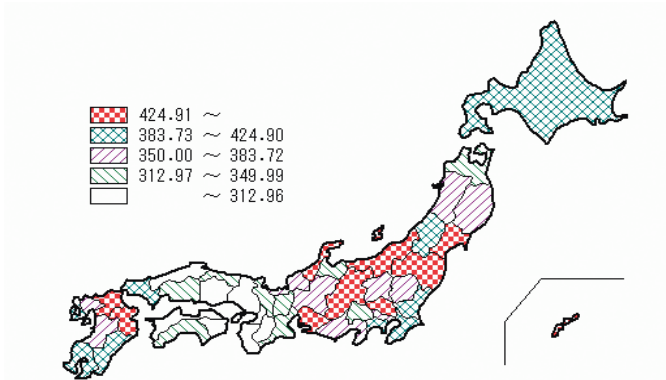 424.91 ～
383.73 ～ 424.90
350.00 ～ 383.72
312.97 ～ 349.99
～ 312.96